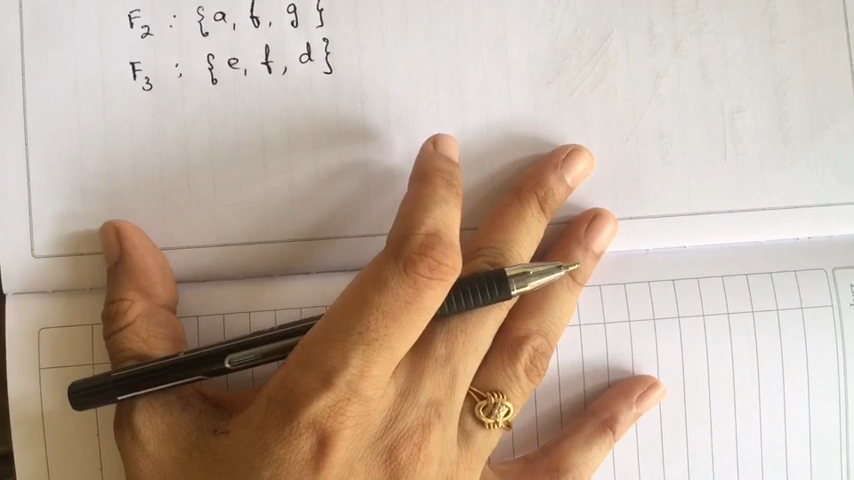 F₂ : {a, f, g}
F₃ : {e, f, d}